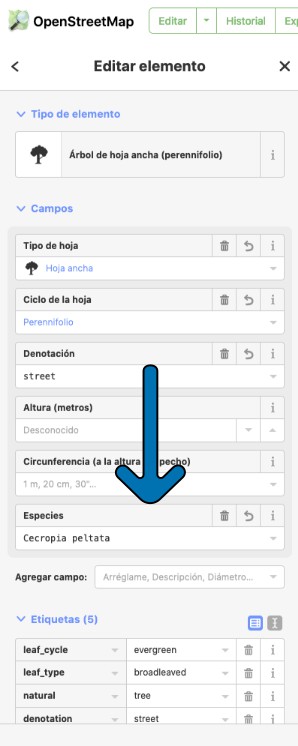 OpenStreetMap Editar Historial Exp
Editar elemento
Tipo de elemento
Árbol de hoja ancha (perennifolio)
Campos
Tipo de hoja
Hoja ancha
Ciclo de la hoja
Perennifolio
Denotación
street
Altura (metros)
Desconocido
Circunferencia (a la altura pecho)
1 m, 20 cm, 30"...
Especies
Cecropia peltata
Agregar campo: Arréglame, Descripción, Diámetro...
Etiquetas (5)
leaf_cycle evergreen
leaf_type broadleaved
natural tree
denotation street